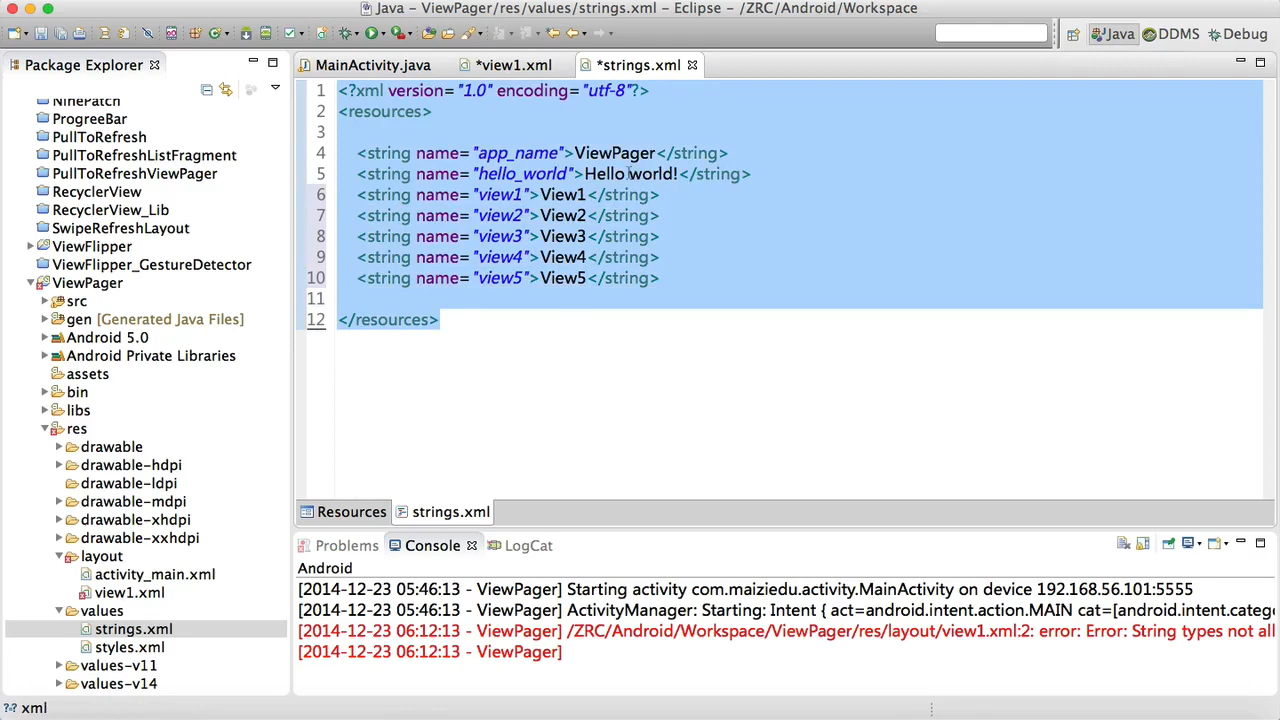 Java - ViewPager/res/values/strings.xml - Eclipse - /ZRC/Android/Workspace
Java
DDMS
Debug
Package Explorer
MainActivity.java
*view1.xml
*strings.xml
NinePatch
ProgreeBar
PullToRefresh
PullToRefreshListFragment
PullToRefreshViewPager
RecyclerView
RecyclerView_Lib
SwipeRefreshLayout
ViewFlipper
ViewFlipper_GestureDetector
ViewPager
src
gen [Generated Java Files]
Android 5.0
Android Private Libraries
assets
bin
libs
res
drawable
drawable-hdpi
drawable-ldpi
drawable-mdpi
drawable-xhdpi
drawable-xxhdpi
layout
activity_main.xml
view1.xml
values
strings.xml
styles.xml
values-v11
values-v14
1 <?xml version="1.0" encoding="utf-8"?>
2 <resources>
3
4 <string name="app_name">ViewPager</string>
5 <string name="hello_world">Hello world!</string>
6 <string name="view1">View1</string>
7 <string name="view2">View2</string>
8 <string name="view3">View3</string>
9 <string name="view4">View4</string>
10 <string name="view5">View5</string>
11
12 </resources>
Resources
strings.xml
Problems
Console
LogCat
Android
[2014-12-23 05:46:13 - ViewPager] Starting activity com.maiziedu.activity.MainActivity on device 192.168.56.101:5555
[2014-12-23 05:46:13 - ViewPager] ActivityManager: Starting: Intent { act=android.intent.action.MAIN cat=[android.intent.catego
[2014-12-23 06:12:13 - ViewPager] /ZRC/Android/Workspace/ViewPager/res/layout/view1.xml:2: error: Error: String types not all
[2014-12-23 06:12:13 - ViewPager]
xml